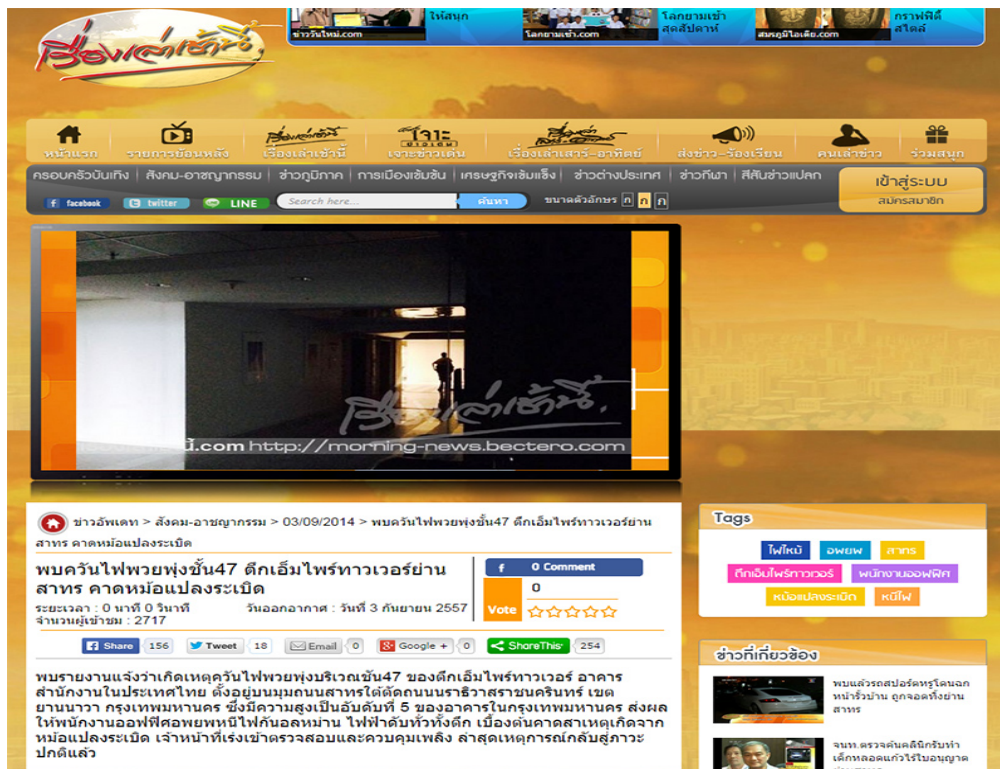 ให้สนุก
ข่าววันใหม่.com
โลกยามเช้า
สุดสัปดาห์
โลกยามเช้า.com
กราฟฟิตี้
สไตล์
สมรภูมิไอเดีย.com
เรื่องเล่าเช้านี้
หน้าแรก
รายการย้อนหลัง
เรื่องเล่าเช้านี้
เจาะข่าวเด่น
เรื่องเล่าเสาร์-อาทิตย์
ส่งข่าว-ร้องเรียน
คนเล่าข่าว
ร่วมสนุก
ครอบครัวบันเทิง | สังคม-อาชญากรรม | ข่าวภูมิภาค | การเมืองเข้มข้น | เศรษฐกิจเข้มแข็ง | ข่าวต่างประเทศ | ข่าวกีฬา | สีสันข่าวแปลก
เข้าสู่ระบบ
สมัครสมาชิก
facebook twitter LINE Search here... ค้นหา ขนาดตัวอักษร ก ก ก
เรื่องเล่าเช้านี้.
นี้.com http://morning-news.bectero.com
ข่าวอัพเดท > สังคม-อาชญากรรม > 03/09/2014 > พบควันไฟพวยพุ่งชั้น47 ตึกเอ็มไพร์ทาวเวอร์ย่าน
สาทร คาดหม้อแปลงระเบิด
พบควันไฟพวยพุ่งชั้น47 ตึกเอ็มไพร์ทาวเวอร์ย่าน
สาทร คาดหม้อแปลงระเบิด
ระยะเวลา : 0 นาที 0 วินาที วันออกอากาศ : วันที่ 3 กันยายน 2557
จำนวนผู้เข้าชม : 2717
f 0 Comment
0
Vote
Share 156 Tweet 18 Email 0 Google + 0 ShareThis 254
พบรายงานแจ้งว่าเกิดเหตุควันไฟพวยพุ่งบริเวณชั้น47 ของตึกเอ็มไพร์ทาวเวอร์ อาคาร
สำนักงานในประเทศไทย ตั้งอยู่บนมุมถนนสาทรใต้ตัดถนนนราธิวาสราชนครินทร์ เขต
ยานนาวา กรุงเทพมหานคร ซึ่งมีความสูงเป็นอับดับที่ 5 ของอาคารในกรุงเทพมหานคร ส่งผล
ให้พนักงานออฟฟิศอพยพหนีไฟกันอลหม่าน ไฟฟ้าดับทั่วทั้งตึก เบื้องต้นคาดสาเหตุเกิดจาก
หม้อแปลงระเบิด เจ้าหน้าที่เร่งเข้าตรวจสอบและควบคุมเพลิง ล่าสุดเหตุการณ์กลับสู่ภาวะ
ปกติแล้ว
Tags
ไฟไหม้ อพยพ สาทร
ตึกเอ็มไพร์ทาวเวอร์ พนักงานออฟฟิศ
หม้อแปลงระเบิด หนีไฟ
ข่าวที่เกี่ยวข้อง
พบแล้วรถสปอร์ตหรูโดนฉก
หน้ารั้วบ้าน ถูกจอดทิ้งย่าน
สาทร
จนท.ตรวจค้นคลินิกรับทำ
เด็กหลอดแก้วไร้ใบอนุญาต